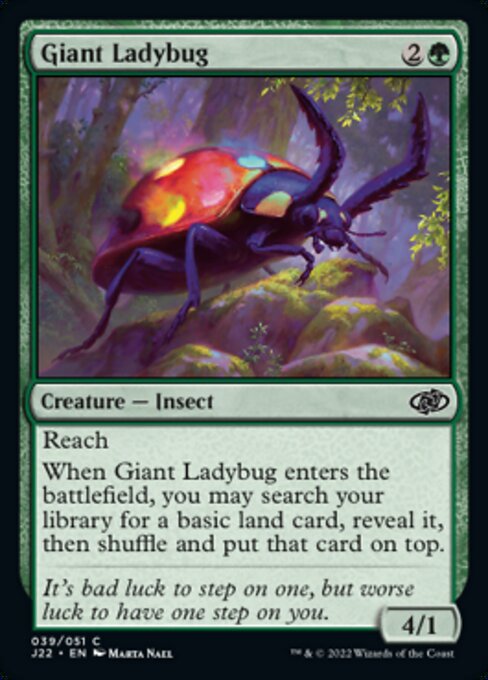 Giant Ladybug 2
Creature — Insect
Reach
When Giant Ladybug enters the
battlefield, you may search your
library for a basic land card, reveal it,
then shuffle and put that card on top.
It's bad luck to step on one, but worse
luck to have one step on you.
4/1
039/051 C
J22 • EN Marta Nael
™ & © 2022 Wizards of the Coast